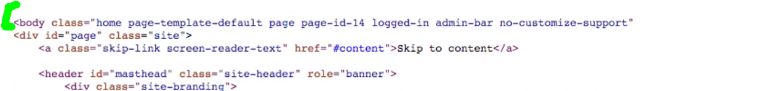 <body class="home page-template-default page page-id-14 logged-in admin-bar no-customize-support"
<div id="page" class="site">
<a class="skip-link screen-reader-text" href="#content">Skip to content</a>
<header id="masthead" class="site-header" role="banner">
<div class="site-branding">